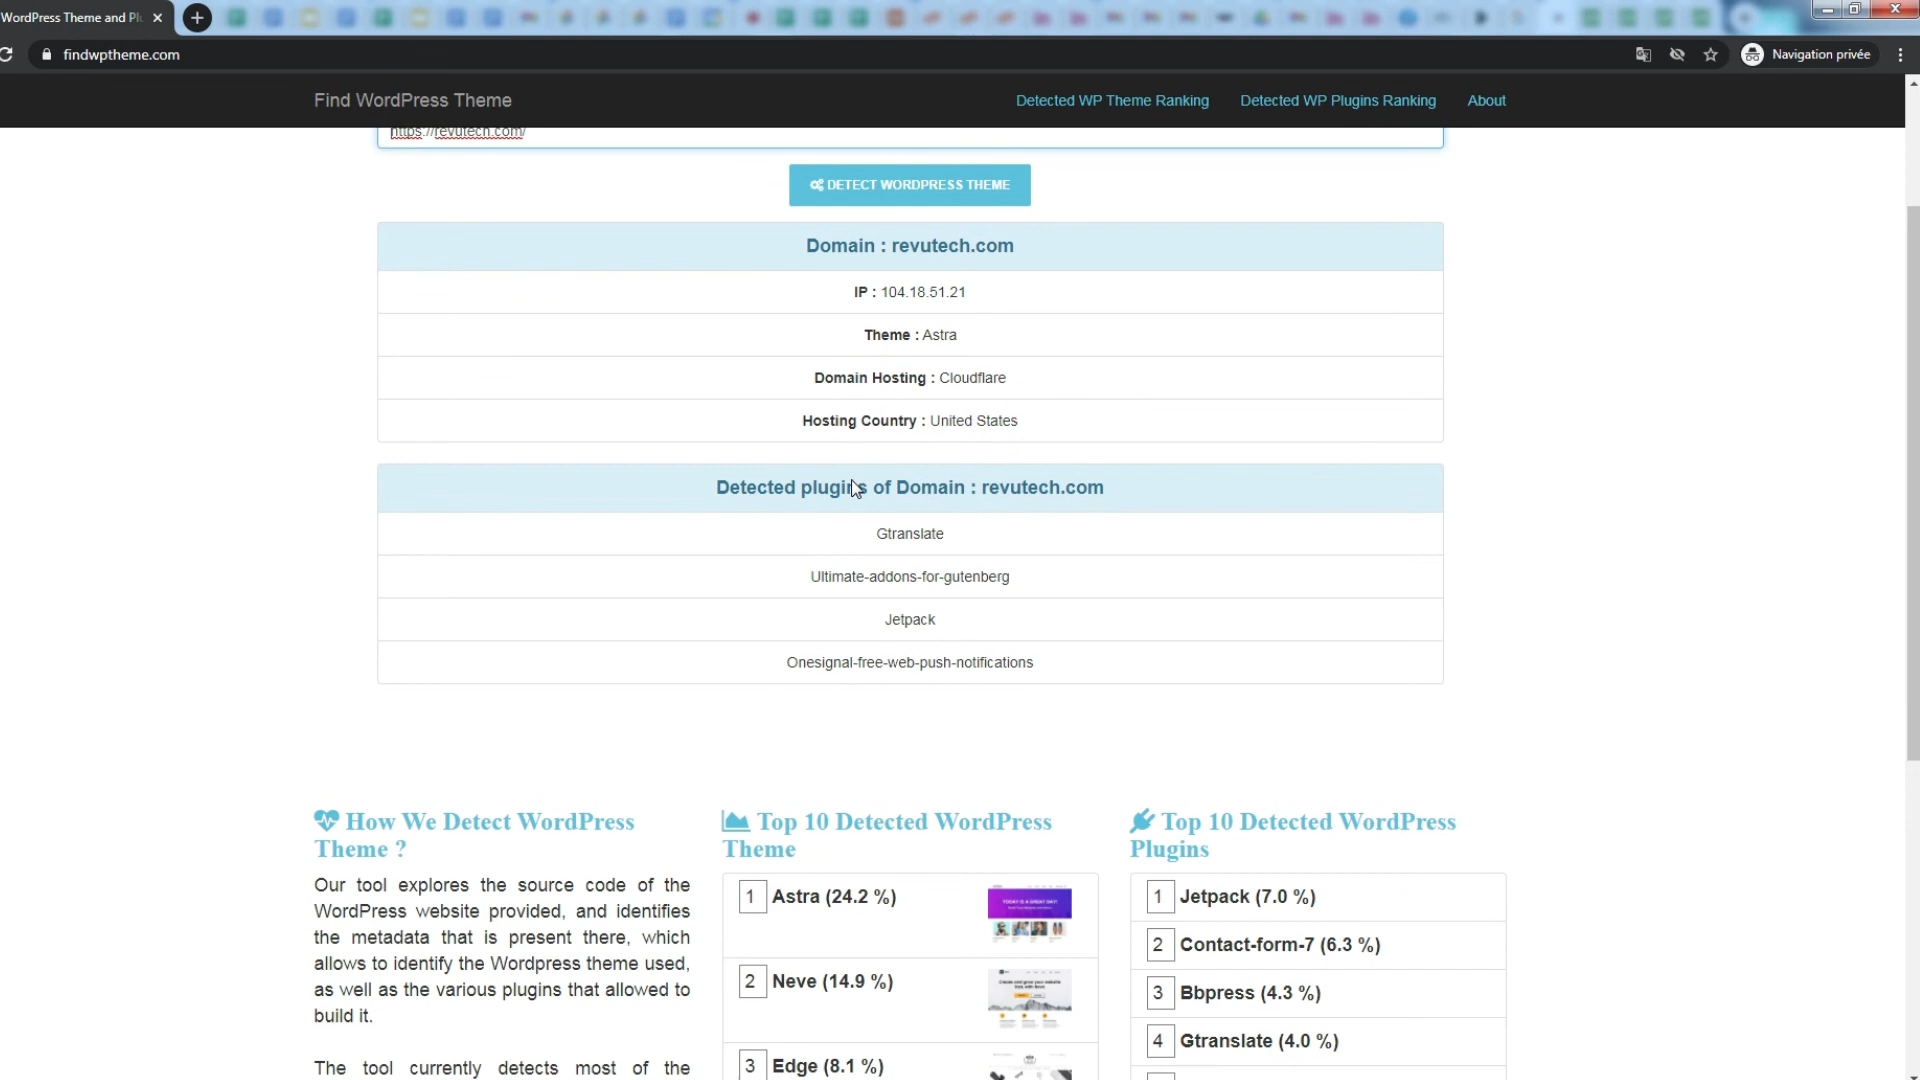 WordPress Theme and Pl
findwptheme.com
Navigation privée
Find WordPress Theme
Detected WP Theme Ranking
Detected WP Plugins Ranking
About
https://revutech.com/
DETECT WORDPRESS THEME
Domain : revutech.com
IP : 104.18.51.21
Theme : Astra
Domain Hosting : Cloudflare
Hosting Country : United States
Detected plugins of Domain : revutech.com
Gtranslate
Ultimate-addons-for-gutenberg
Jetpack
Onesignal-free-web-push-notifications
How We Detect WordPress
Theme ?
Our tool explores the source code of the
WordPress website provided, and identifies
the metadata that is present there, which
allows to identify the Wordpress theme used,
as well as the various plugins that allowed to
build it.
The tool currently detects most of the
Top 10 Detected WordPress
Theme
1 Astra (24.2 %)
TODAY IS A GREAT DAY!
2 Neve (14.9 %)
3 Edge (8.1 %)
Top 10 Detected WordPress
Plugins
1 Jetpack (7.0 %)
2 Contact-form-7 (6.3 %)
3 Bbpress (4.3 %)
4 Gtranslate (4.0 %)